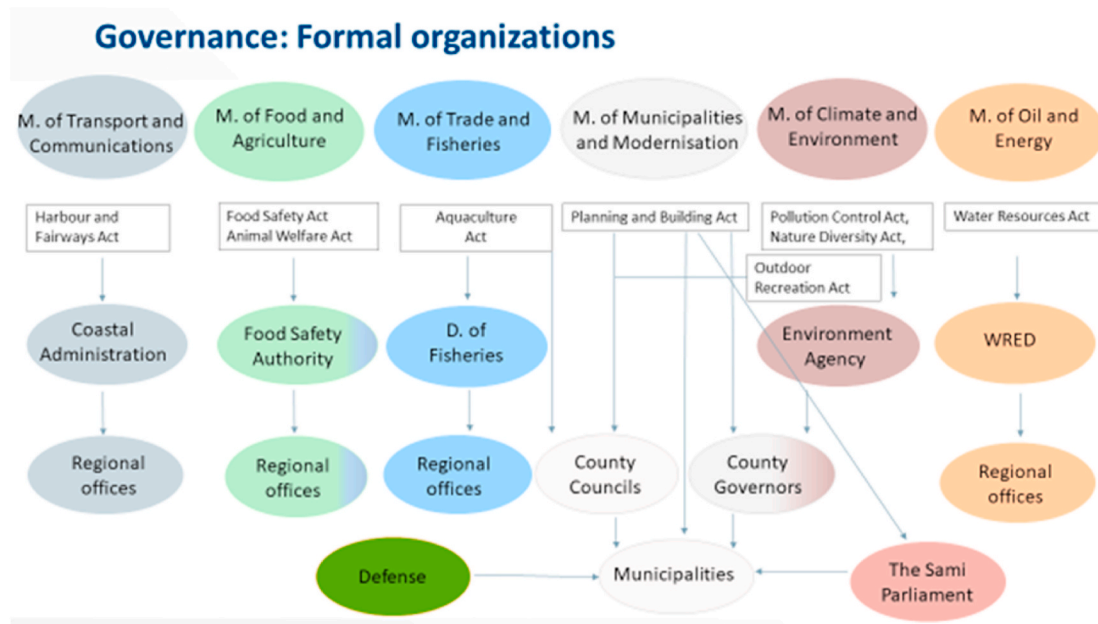 Governance: Formal organizations
M. of Transport and
Communications
M. of Food and
Agriculture
M. of Trade and
Fisheries
M. of Municipalities
and Modernisation
M. of Climate and
Environment
M. of Oil and
Energy
Harbour and
Fairways Act
Food Safety Act
Animal Welfare Act
Aquaculture
Act
Planning and Building Act
Pollution Control Act,
Nature Diversity Act,
Water Resources Act
Outdoor
Recreation Act
Coastal
Administration
Food Safety
Authority
D. of
Fisheries
Environment
Agency
WRED
Regional
offices
Regional
offices
Regional
offices
County
Councils
County
Governors
Regional
offices
Defense
Municipalities
The Sami
Parliament